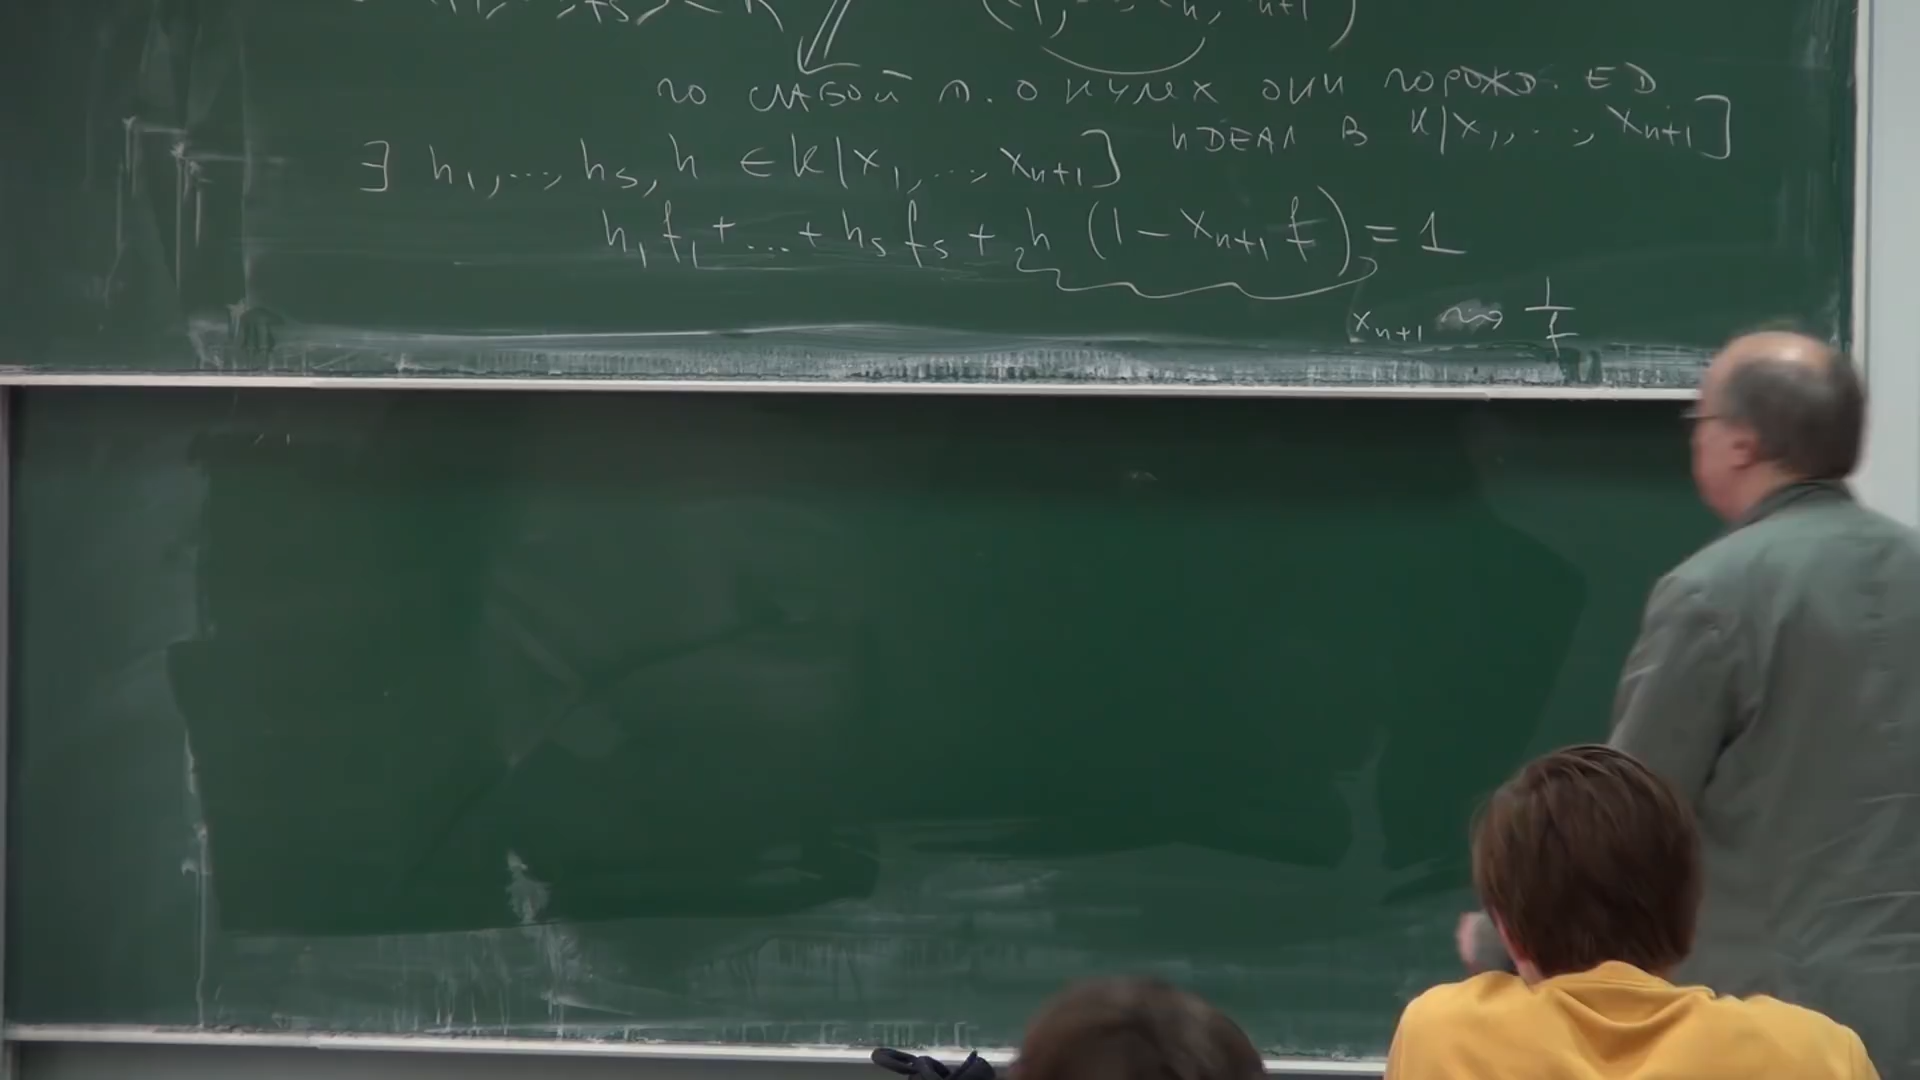 по слабой т. о нулях они порожд. ед
идеал в K[x₁, ..., xₙ₊₁]
∃ h₁, ..., hₛ, h ∈ K[x₁, ..., xₙ₊₁]
h₁f₁ + ... + hₛfₛ + h (1 − xₙ₊₁ f) = 1
xₙ₊₁ ⇝ 1/f